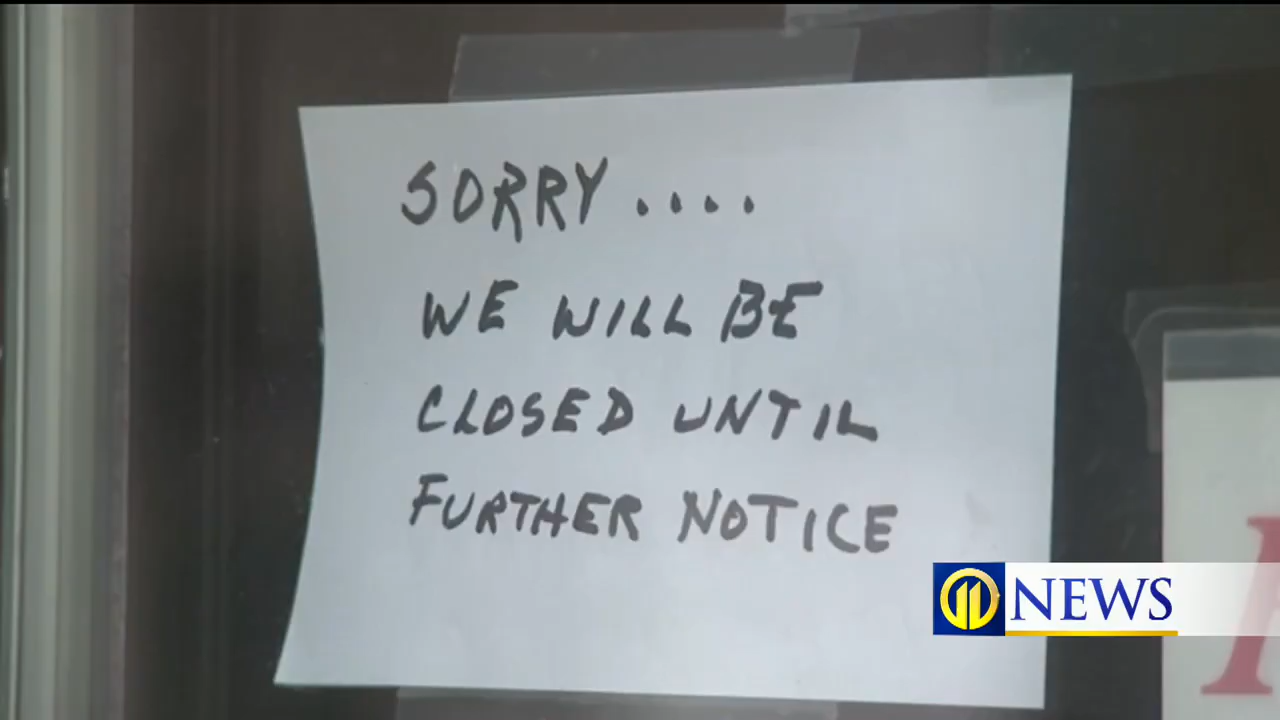 SORRY....
WE WILL BE
CLOSED UNTIL
FURTHER NOTICE
11 NEWS